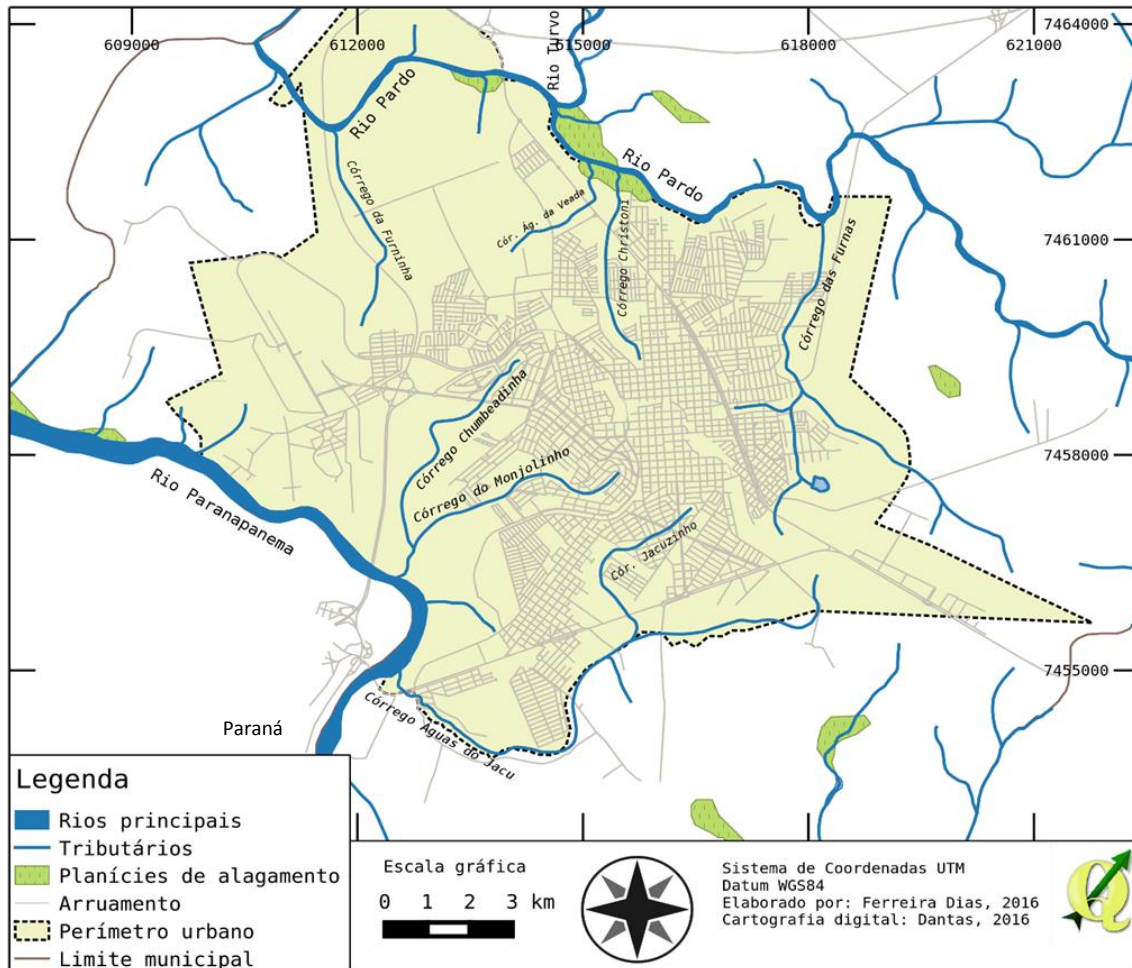 609000
612000
615000
618000
621000
7464000
Rio Turvo
Rio Pardo
Rio Pardo
Córrego da Furninha
Cór. Ág. da Veada
Córrego Christoni
7461000
Córrego das Furnas
Córrego Chumbeadinha
Córrego do Monjolinho
7458000
Rio Paranapanema
Cór. Jacuzinho
7455000
Córrego Águas do Jacu
Paraná
Legenda
Rios principais
Tributários
Planícies de alagamento
Arruamento
Perímetro urbano
Limite municipal
Escala gráfica
0 1 2 3 km
Sistema de Coordenadas UTM
Datum WGS84
Elaborado por: Ferreira Dias, 2016
Cartografia digital: Dantas, 2016